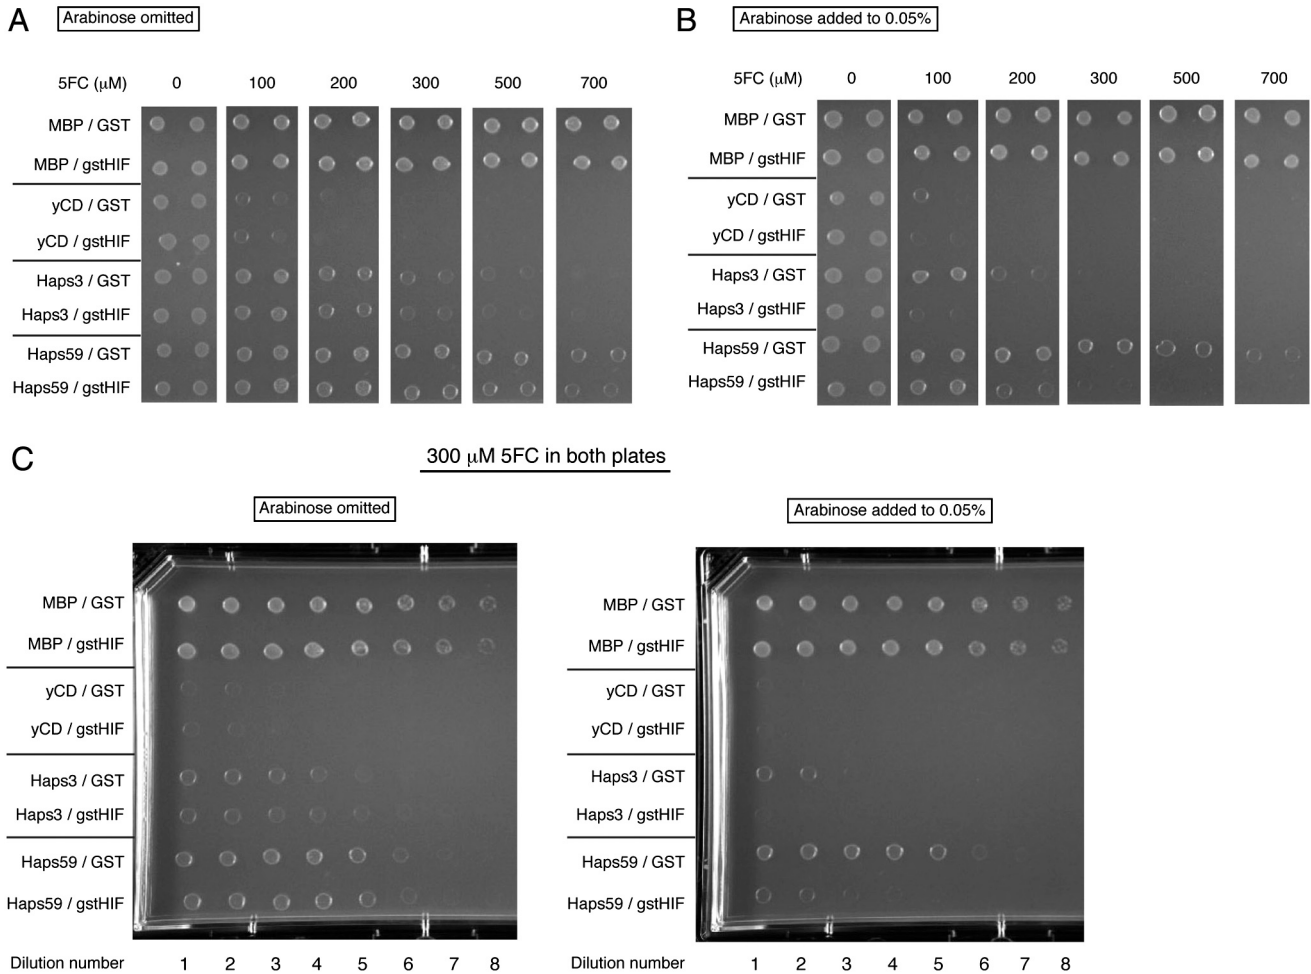 A
Arabinose omitted
5FC (μM) 0 100 200 300 500 700
MBP / GST
MBP / gstHIF
yCD / GST
yCD / gstHIF
Haps3 / GST
Haps3 / gstHIF
Haps59 / GST
Haps59 / gstHIF
B
Arabinose added to 0.05%
5FC (μM) 0 100 200 300 500 700
MBP / GST
MBP / gstHIF
yCD / GST
yCD / gstHIF
Haps3 / GST
Haps3 / gstHIF
Haps59 / GST
Haps59 / gstHIF
C
300 μM 5FC in both plates
Arabinose omitted
MBP / GST
MBP / gstHIF
yCD / GST
yCD / gstHIF
Haps3 / GST
Haps3 / gstHIF
Haps59 / GST
Haps59 / gstHIF
Dilution number 1 2 3 4 5 6 7 8
Arabinose added to 0.05%
MBP / GST
MBP / gstHIF
yCD / GST
yCD / gstHIF
Haps3 / GST
Haps3 / gstHIF
Haps59 / GST
Haps59 / gstHIF
Dilution number 1 2 3 4 5 6 7 8